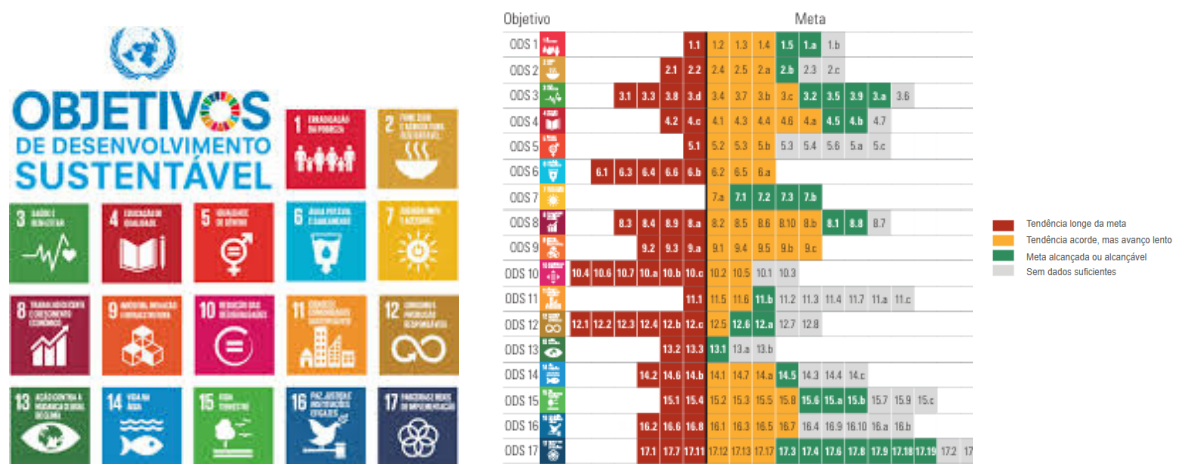 OBJETIVOS
DE DESENVOLVIMENTO
SUSTENTÁVEL
1 ERRADICAÇÃO
DA POBREZA
2 FOME ZERO
E AGRICULTURA
SUSTENTÁVEL
3 SAÚDE E
BEM-ESTAR
4 EDUCAÇÃO DE
QUALIDADE
5 IGUALDADE
DE GÊNERO
6 ÁGUA POTÁVEL
E SANEAMENTO
7
8 TRABALHO DECENTE
E CRESCIMENTO
ECONÔMICO
9 INDÚSTRIA, INOVAÇÃO
10 REDUÇÃO DAS
DESIGUALDADES
11 CIDADES E
COMUNIDADES
SUSTENTÁVEIS
12 CONSUMO E
PRODUÇÃO
RESPONSÁVEIS
13 AÇÃO CONTRA A
MUDANÇA GLOBAL
DO CLIMA
14 VIDA NA
ÁGUA
15 VIDA
TERRESTRE
16 PAZ, JUSTIÇA E
INSTITUIÇÕES
EFICAZES
17 PARCERIAS E MEIOS
DE IMPLEMENTAÇÃO
Objetivo Meta
ODS 1 1.1 1.2 1.3 1.4 1.5 1.a 1.b
ODS 2 2.1 2.2 2.4 2.5 2.a 2.b 2.3 2.c
ODS 3 3.1 3.3 3.8 3.d 3.4 3.7 3.b 3.c 3.2 3.5 3.9 3.a 3.6
ODS 4 4.2 4.c 4.1 4.3 4.4 4.6 4.a 4.5 4.b 4.7
ODS 5 5.1 5.2 5.3 5.b 5.3 5.4 5.6 5.a 5.c
ODS 6 6.1 6.3 6.4 6.6 6.b 6.2 6.5 6.a
ODS 7 7.a 7.1 7.2 7.3 7.b
ODS 8 8.3 8.4 8.9 8.a 8.2 8.5 8.6 8.10 8.b 8.1 8.8 8.7
ODS 9 9.2 9.3 9.a 9.1 9.4 9.5 9.b 9.c
ODS 10 10.4 10.6 10.7 10.a 10.b 10.c 10.2 10.5 10.1 10.3
ODS 11 11.1 11.5 11.6 11.b 11.2 11.3 11.4 11.7 11.a 11.c
ODS 12 12.1 12.2 12.3 12.4 12.b 12.c 12.5 12.6 12.a 12.7 12.8
ODS 13 13.2 13.3 13.1 13.a 13.b
ODS 14 14.2 14.6 14.b 14.1 14.7 14.a 14.5 14.3 14.4 14.c
ODS 15 15.1 15.4 15.2 15.3 15.5 15.8 15.6 15.a 15.b 15.7 15.9 15.c
ODS 16 16.2 16.6 16.8 16.1 16.3 16.5 16.7 16.4 16.9 16.10 16.a 16.b
ODS 17 17.1 17.7 17.11 17.12 17.13 17.17 17.3 17.4 17.6 17.8 17.9 17.18 17.19 17.2 17
Tendência longe da meta
Tendência acorde, mas avanço lento
Meta alcançada ou alcançável
Sem dados suficientes